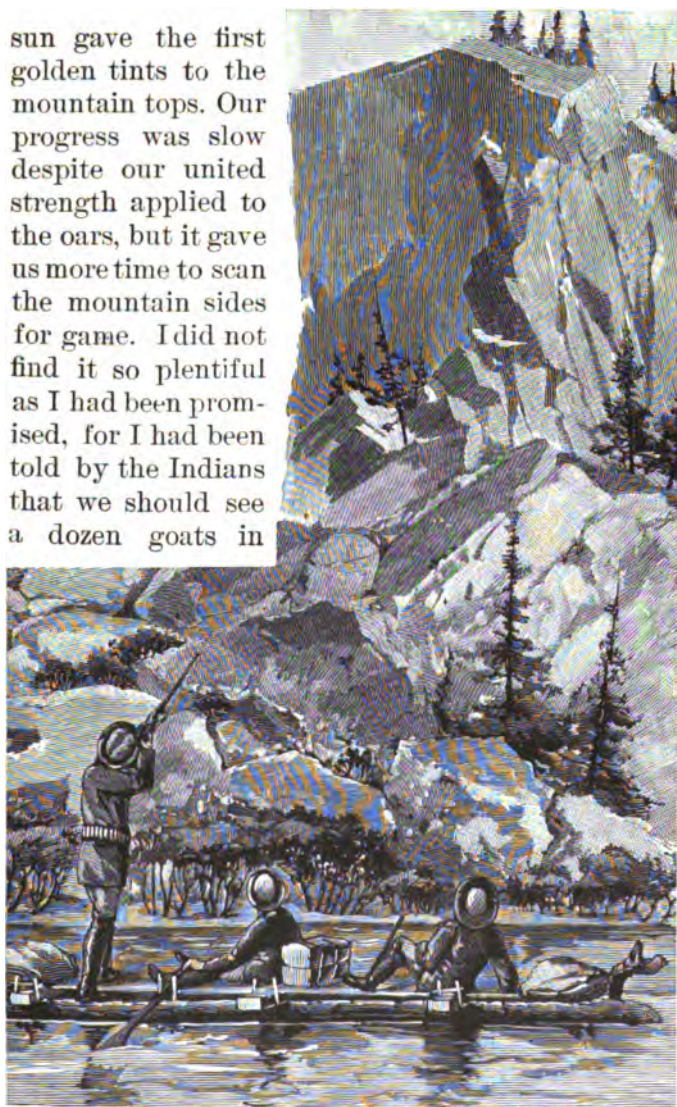 sun gave the first
golden tints to the
mountain tops. Our
progress was slow
despite our united
strength applied to
the oars, but it gave
us more time to scan
the mountain sides
for game. I did not
find it so plentiful
as I had been prom-
ised, for I had been
told by the Indians
that we should see
a dozen goats in